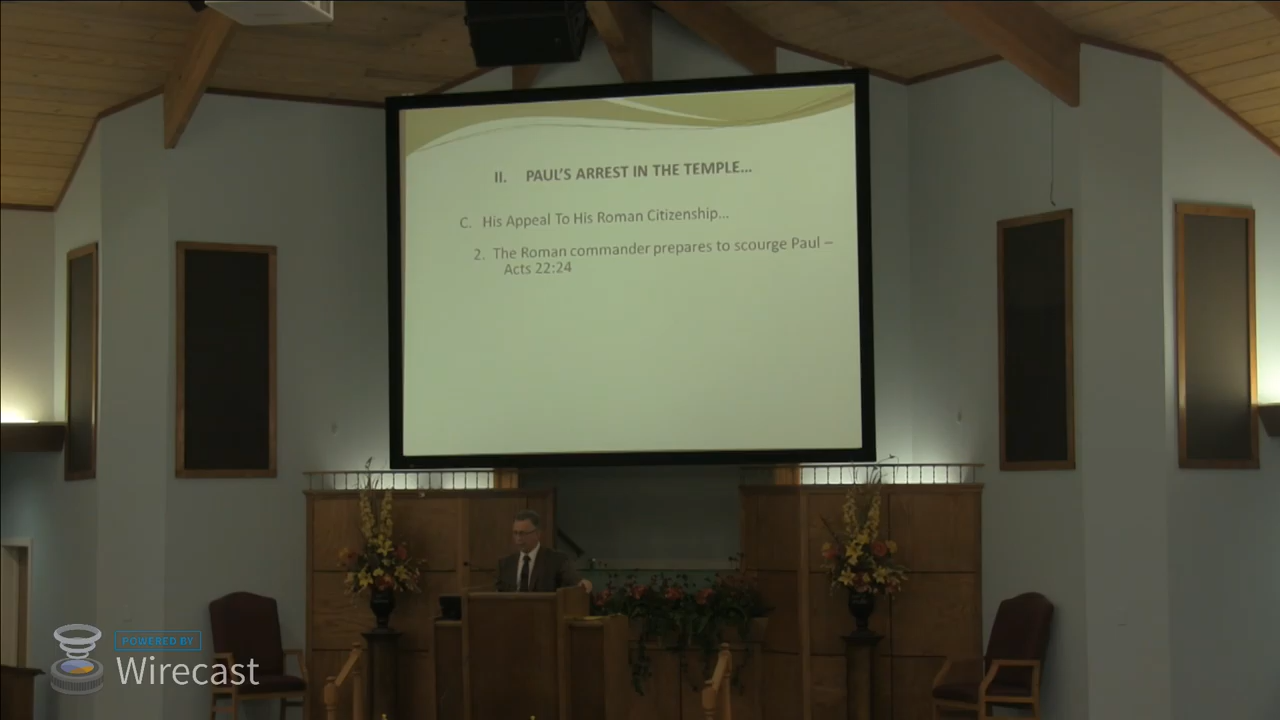 II. PAUL'S ARREST IN THE TEMPLE...
C. His Appeal To His Roman Citizenship...
2. The Roman commander prepares to scourge Paul –
Acts 22:24
POWERED BY
Wirecast